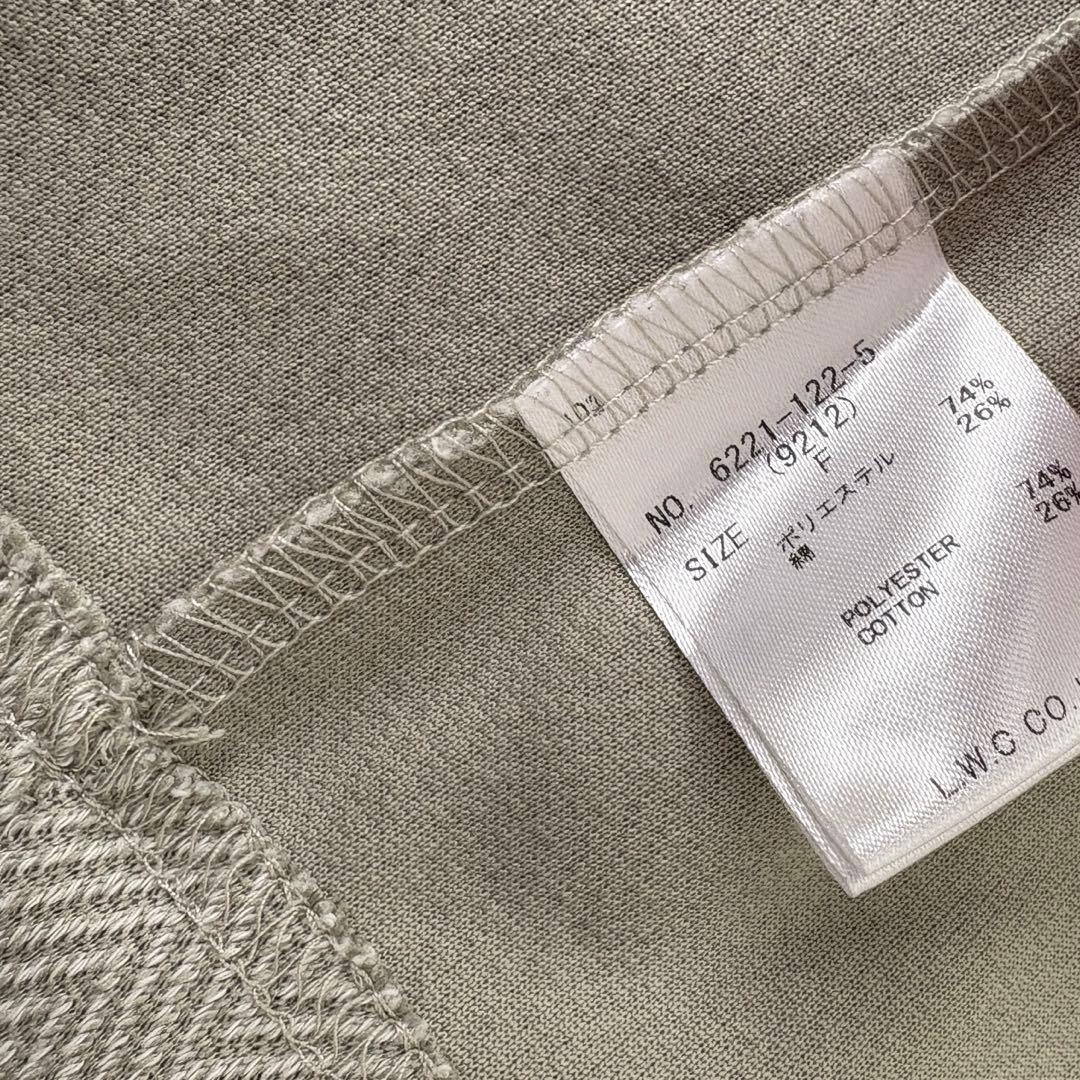 NO. 6221-122-5
(9212)
SIZE F
ポリエステル 74%
綿 26%
POLYESTER 74%
COTTON 26%
L.W.C CO.,